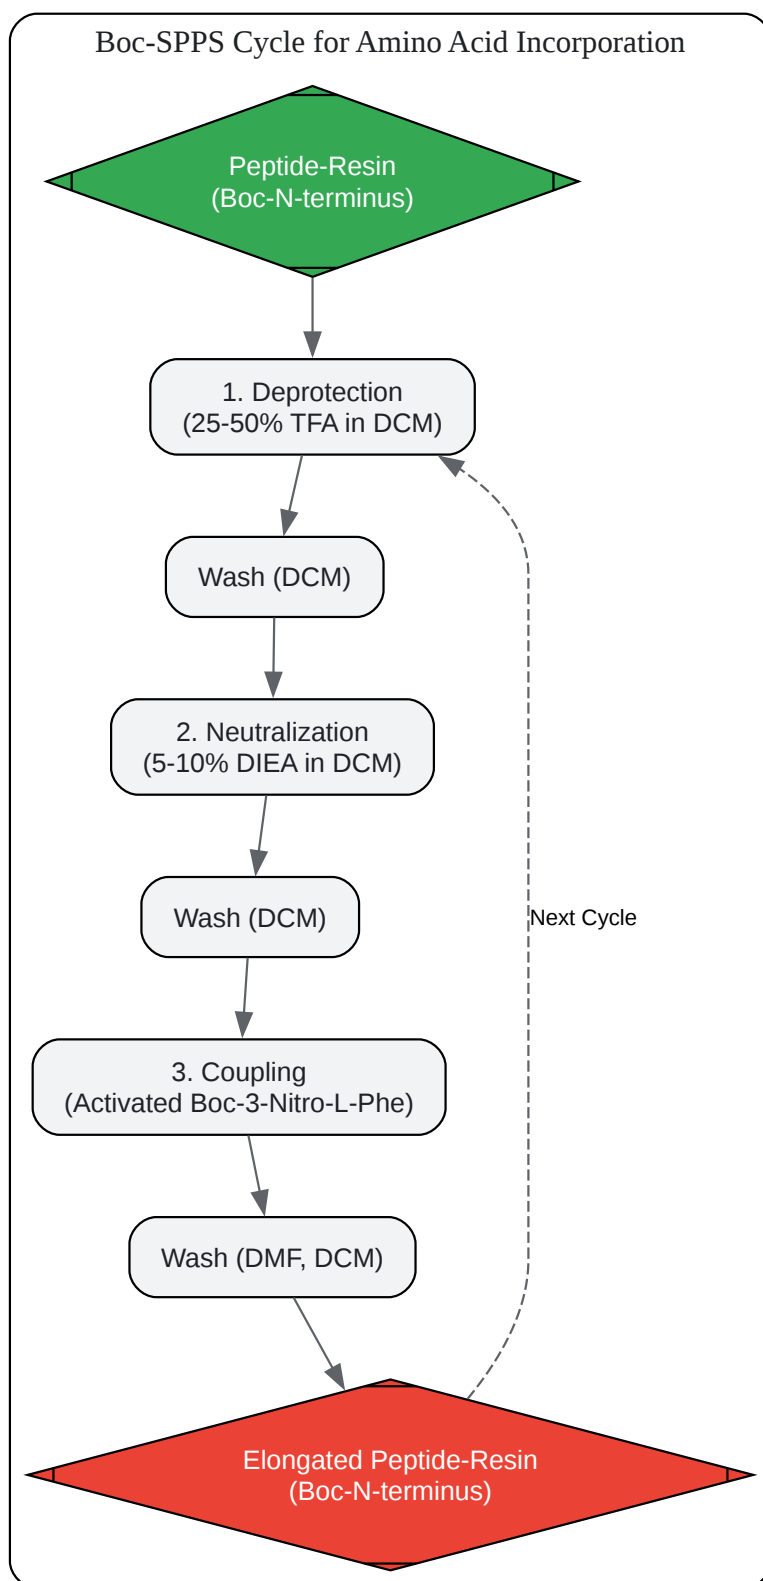 Boc-SPPS Cycle for Amino Acid Incorporation
Peptide-Resin
(Boc-N-terminus)
1. Deprotection
(25-50% TFA in DCM)
Wash (DCM)
2. Neutralization
(5-10% DIEA in DCM)
Wash (DCM)
Next Cycle
3. Coupling
(Activated Boc-3-Nitro-L-Phe)
Wash (DMF, DCM)
Elongated Peptide-Resin
(Boc-N-terminus)